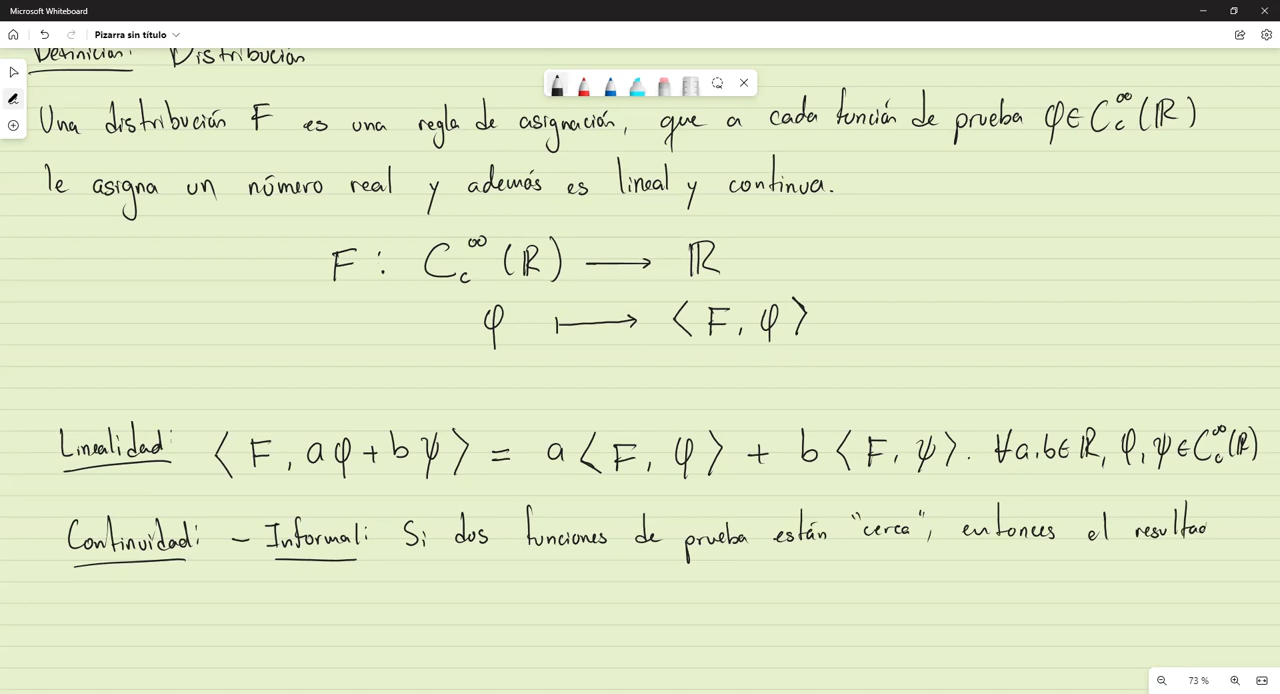 Microsoft Whiteboard
Pizarra sin título
Definición: Distribución
Una distribución F es una regla de asignación, que a cada función de prueba φ∈C_c^∞(ℝ)
le asigna un número real y además es lineal y continua.
F: C_c^∞(ℝ) ⟶ ℝ
φ ⟼ ⟨F, φ⟩
Linealidad: ⟨F, aφ + bψ⟩ = a⟨F, φ⟩ + b⟨F, ψ⟩. ∀a,b∈ℝ, φ,ψ∈C_c^∞(ℝ)
Continuidad: – Informal: Si dos funciones de prueba están "cerca", entonces el resultao
73 %